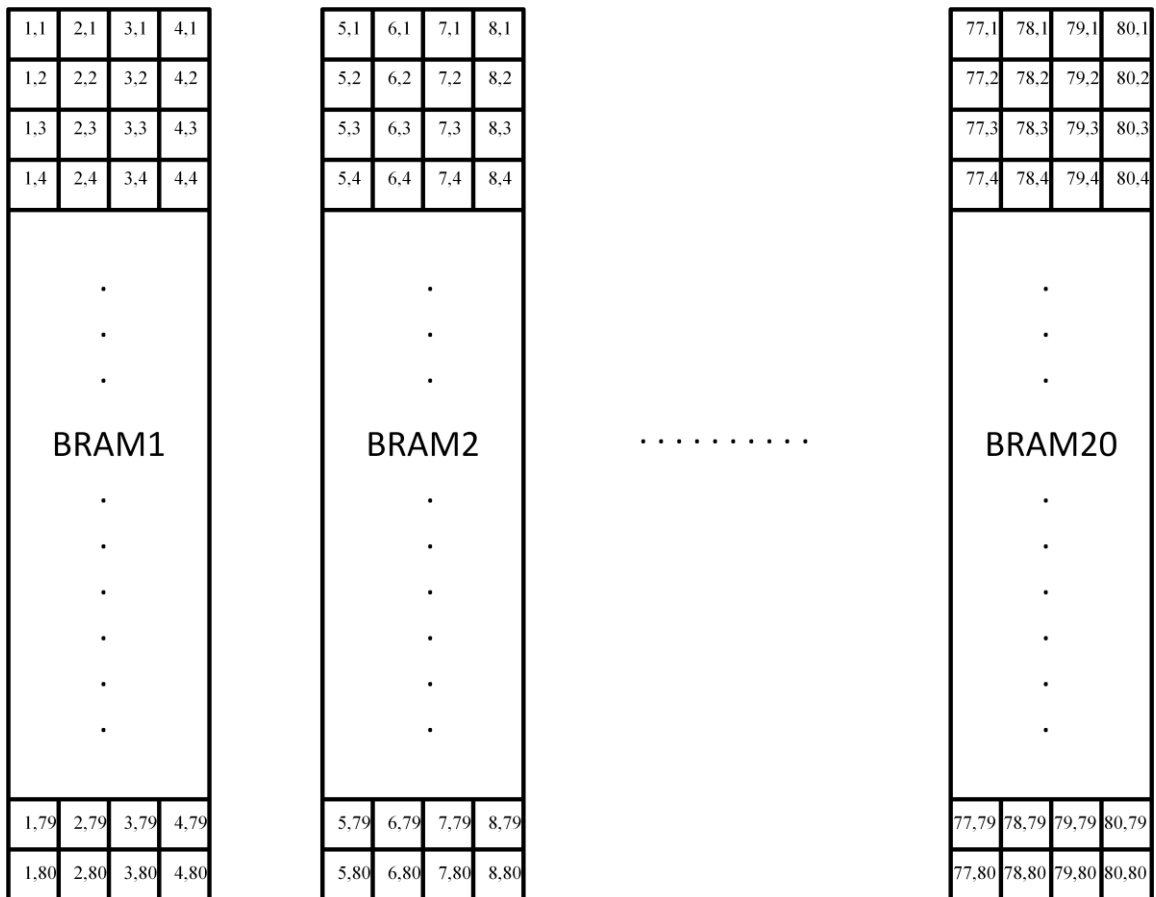 1,1 2,1 3,1 4,1 5,1 6,1 7,1 8,1 77,1 78,1 79,1 80,1
1,2 2,2 3,2 4,2 5,2 6,2 7,2 8,2 77,2 78,2 79,2 80,2
1,3 2,3 3,3 4,3 5,3 6,3 7,3 8,3 77,3 78,3 79,3 80,3
1,4 2,4 3,4 4,4 5,4 6,4 7,4 8,4 77,4 78,4 79,4 80,4
BRAM1 BRAM2 . . . . . . . . . . BRAM20
1,79 2,79 3,79 4,79 5,79 6,79 7,79 8,79 77,79 78,79 79,79 80,79
1,80 2,80 3,80 4,80 5,80 6,80 7,80 8,80 77,80 78,80 79,80 80,80